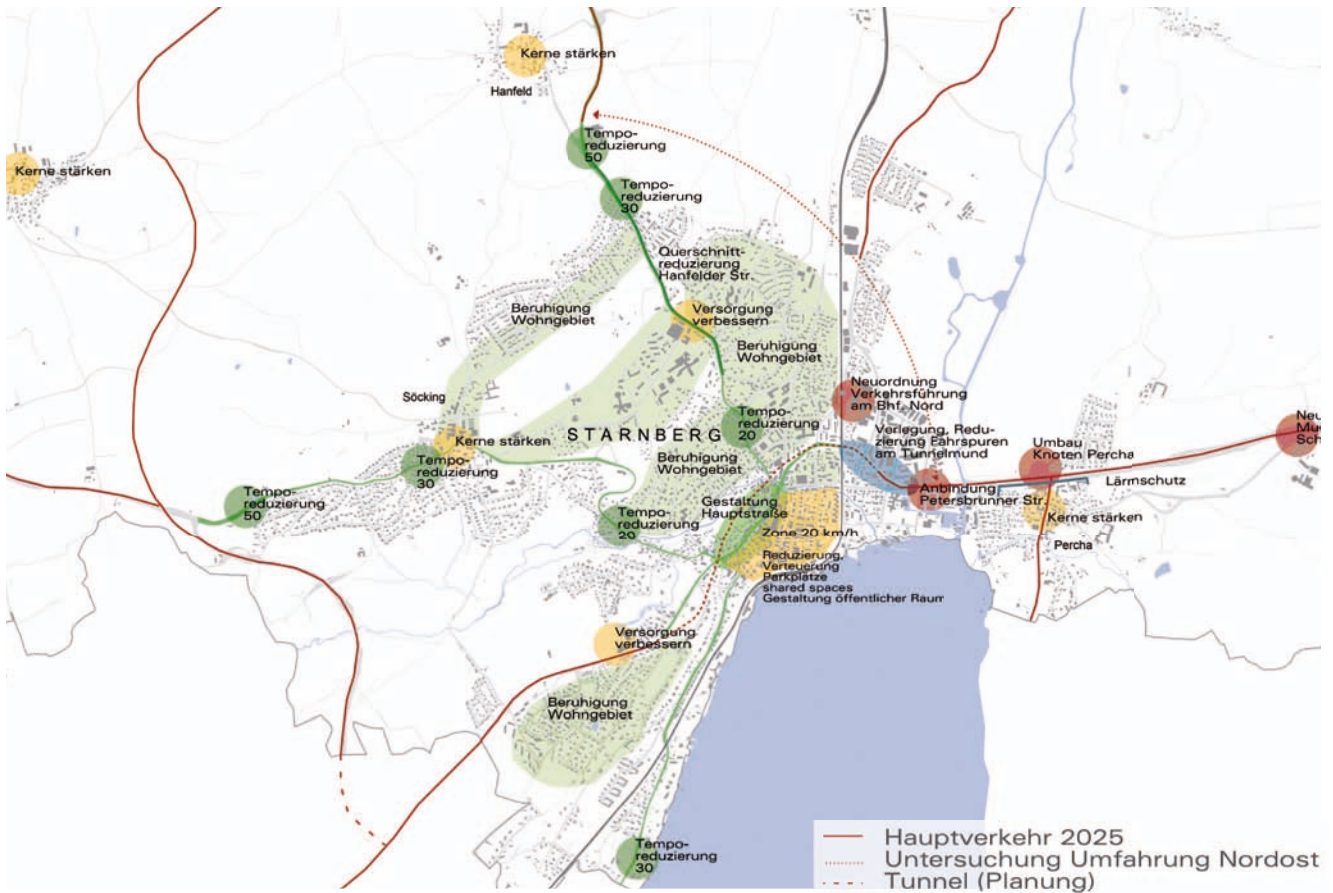 Kerne stärken
Hanfeld
Tempo-
reduzierung
50
Kerne stärken
Tempo-
reduzierung
30
Querschnitt-
reduzierung
Hanfelder Str.
Beruhigung
Wohngebiet
Versorgung
verbessern
Beruhigung
Wohngebiet
Söcking
Neuordnung
Verkehrsführung
am Bhf. Nord
Tempo-
reduzierung
20
Kerne stärken
STARNBERG
Verlegung, Redu-
zierung Fahrspuren
am Tunnelmund
Umbau
Knoten Percha
Neu
Mu
Sch
Beruhigung
Wohngebiet
Tempo-
reduzierung
30
Lärmschutz
Anbindung
Petersbrunner Str.
Tempo-
reduzierung
50
Gestaltung
Hauptstraße
Tempo-
reduzierung
20
Kerne stärken
Zone 20 km/h
Percha
Reduzierung,
Verteuerung
Parkplätze
shared spaces
Gestaltung öffentlicher Raum
Versorgung
verbessern
Beruhigung
Wohngebiet
Tempo-
reduzierung
30
Hauptverkehr 2025
Untersuchung Umfahrung Nordost
Tunnel (Planung)